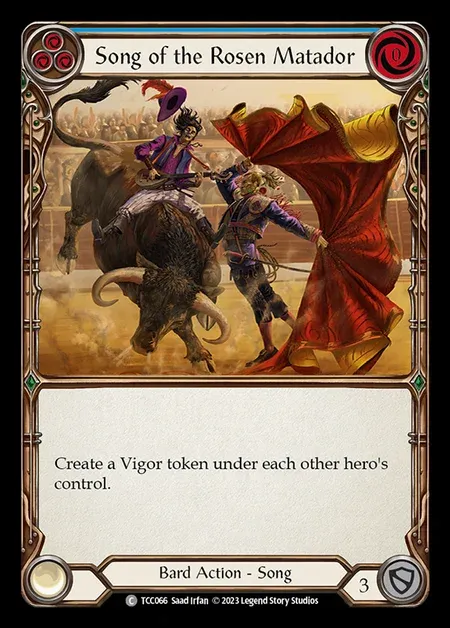 Song of the Rosen Matador
0
Create a Vigor token under each other hero's
control.
Bard Action - Song
3
C TCC066 Saad Irfan © 2023 Legend Story Studios